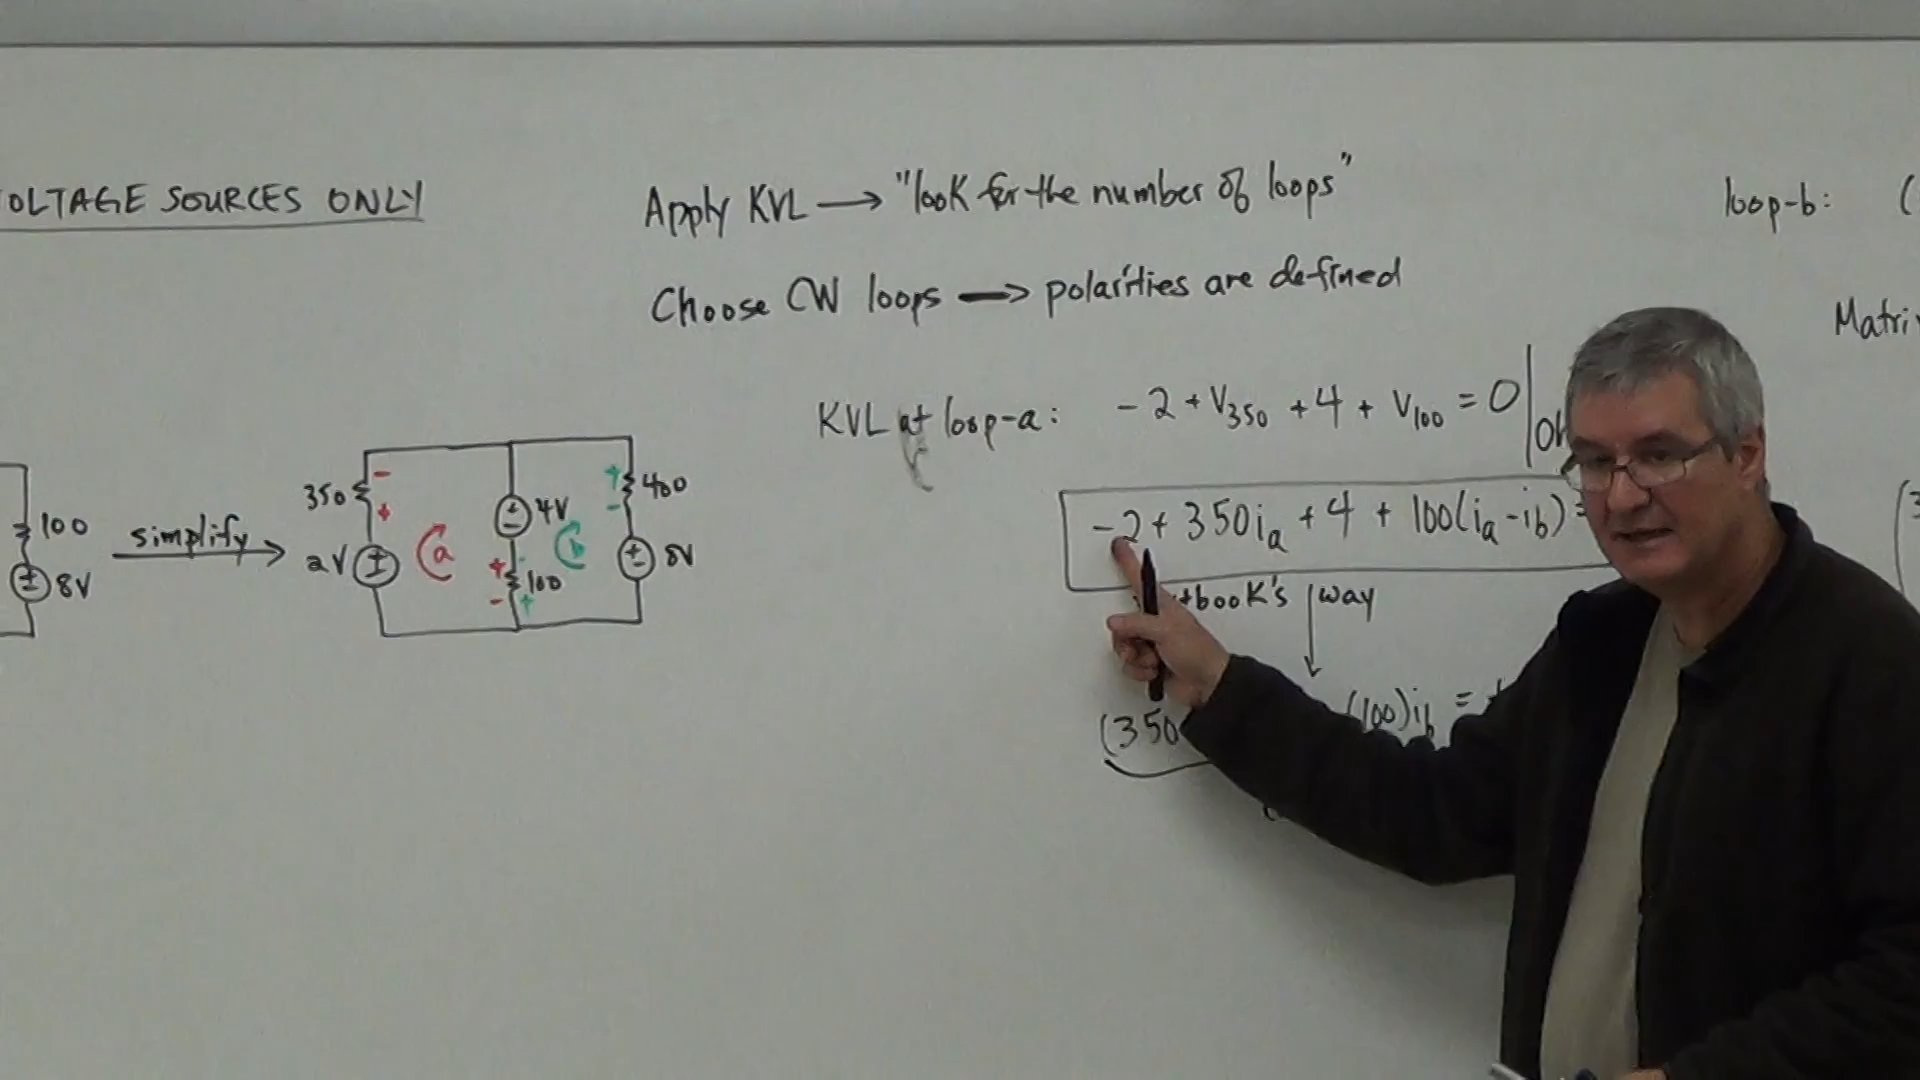 OLTAGE SOURCES ONLY
Apply KVL → "look for the number of loops"
Choose CW loops → polarities are defined
KVL at loop-a: -2 + V350 + 4 + V100 = 0
-2 + 350ia + 4 + 100(ia - ib) =
book's way
(350
(100)ib =
loop-b: (
Matri
100
8V
simplify
350
2V
a
4V
100
b
400
8V
- +
+ -
+ -
+ -
+ -
- +